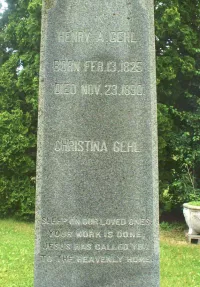 HENRY A. GEHL
BORN FEB. 13. 1825
DIED NOV. 23. 1890
CHRISTINA GEHL
SLEEP ON OUR LOVED ONES
YOUR WORK IS DONE,
JESUS HAS CALLED YOU
TO THE HEAVENLY HOME.